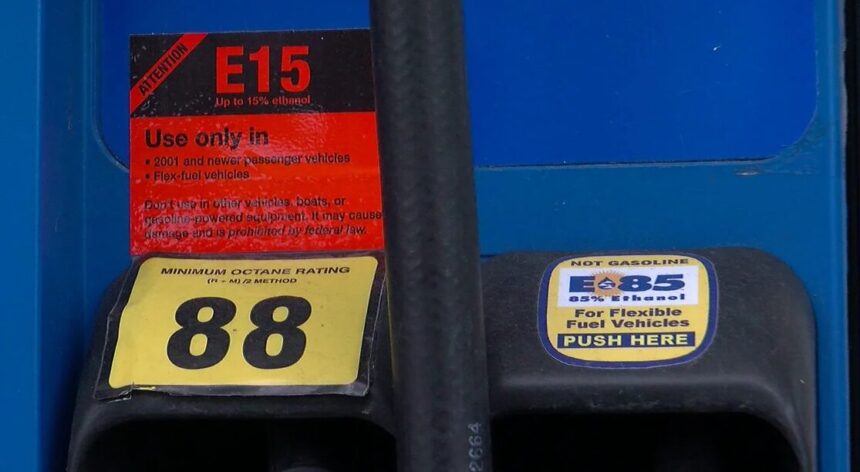 ATTENTION
E15
Up to 15% ethanol
Use only in
• 2001 and newer passenger vehicles
• Flex-fuel vehicles
Don't use in other vehicles, boats, or
gasoline-powered equipment. It may cause
damage and is prohibited by federal law.
MINIMUM OCTANE RATING
(R + M)/2 METHOD
88
NOT GASOLINE
E-85
85% Ethanol
For Flexible
Fuel Vehicles
PUSH HERE
2664